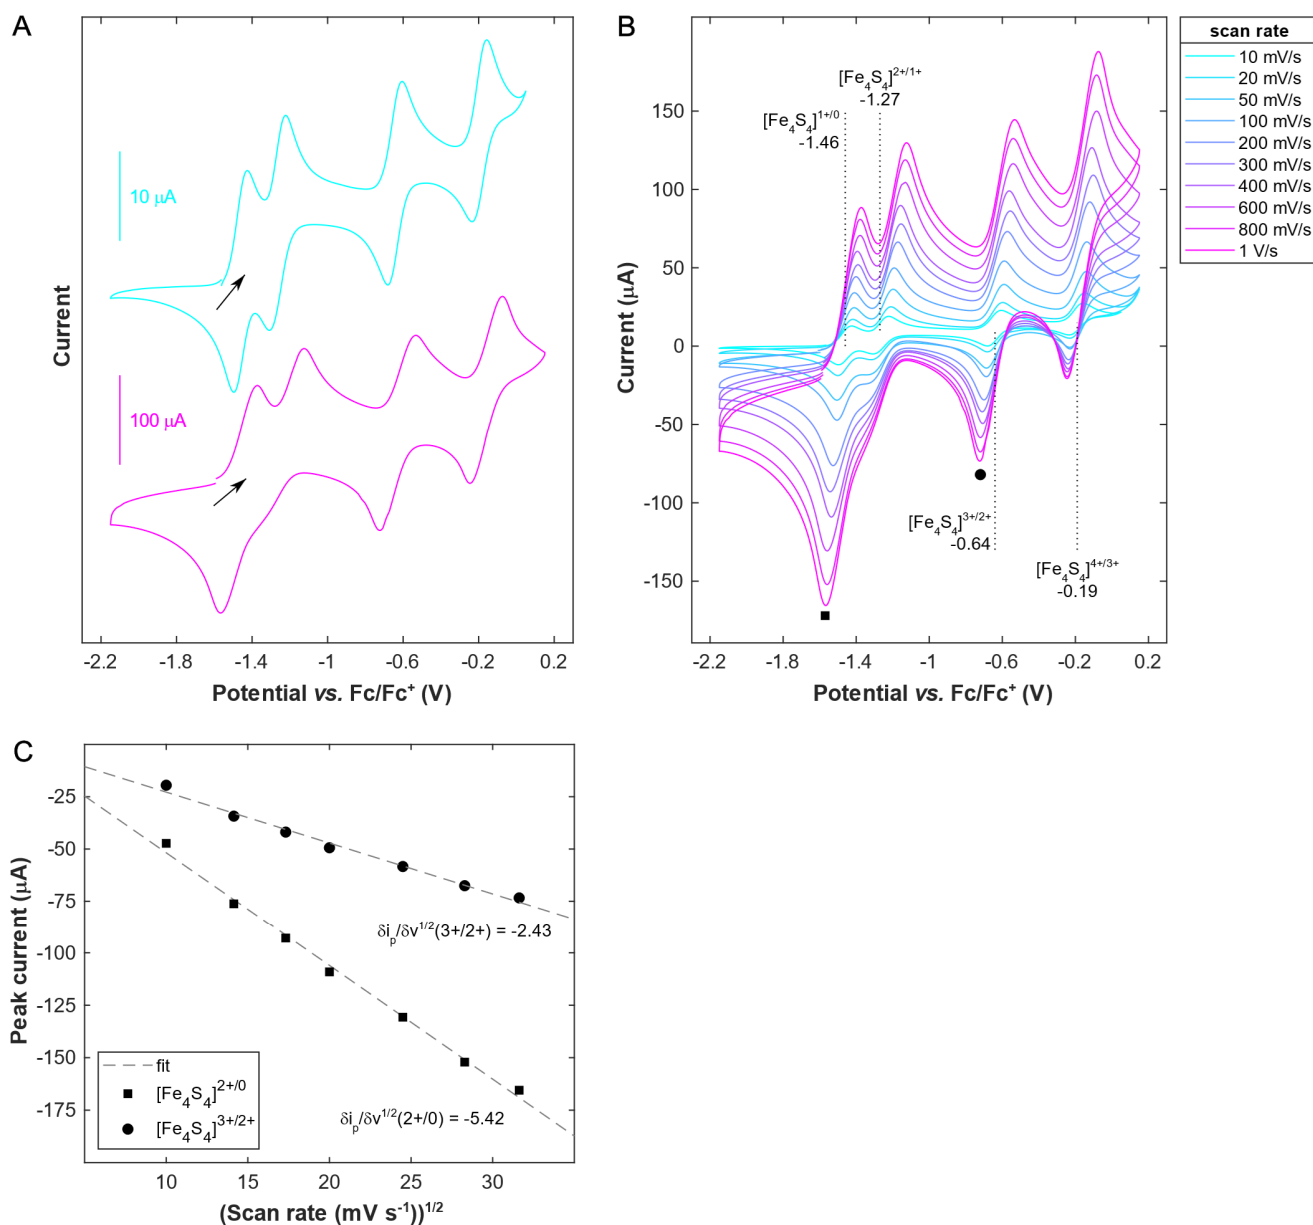 A
10 μA
100 μA
Current
-2.2 -1.8 -1.4 -1 -0.6 -0.2 0.2
Potential vs. Fc/Fc⁺ (V)
B
[Fe₄S₄]²⁺/¹⁺
-1.27
[Fe₄S₄]¹⁺/⁰
-1.46
150
100
50
0
-50
-100
-150
Current (μA)
[Fe₄S₄]³⁺/²⁺
-0.64
[Fe₄S₄]⁴⁺/³⁺
-0.19
-2.2 -1.8 -1.4 -1 -0.6 -0.2 0.2
Potential vs. Fc/Fc⁺ (V)
scan rate
10 mV/s
20 mV/s
50 mV/s
100 mV/s
200 mV/s
300 mV/s
400 mV/s
600 mV/s
800 mV/s
1 V/s
C
-25
-50
-75
-100
-125
-150
-175
Peak current (μA)
δiₚ/δv¹/²(3+/2+) = -2.43
δiₚ/δv¹/²(2+/0) = -5.42
fit
[Fe₄S₄]²⁺/⁰
[Fe₄S₄]³⁺/²⁺
10 15 20 25 30
(Scan rate (mV s⁻¹))¹/²